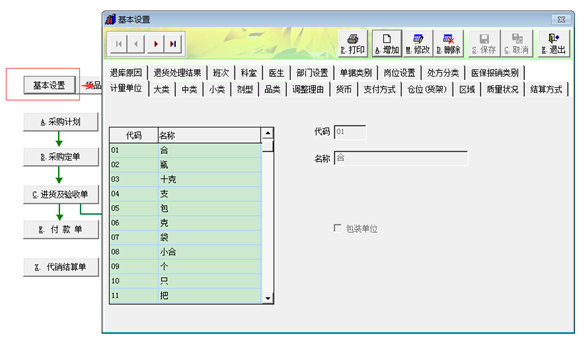 基本设置
P.打印 A.增加 M.修改 D.删除 S.保存 C.取消 E.退出
退库原因 退货处理结果 班次 科室 医生 部门设置 单据类别 岗位设置 处方分类 医保报销类别
计量单位 大类 中类 小类 剂型 品类 调整理由 货币 支付方式 仓位(货架) 区域 质量状况 结算方式
基本设置
货品
A.采购计划
B.采购定单
C.进货及验收单
付 款 单
代销结算单
代码 名称
01 合
02 瓶
03 十克
04 支
05 包
06 克
07 袋
08 小合
09 个
10 只
11 把
代码 01
名称 合
包装单位